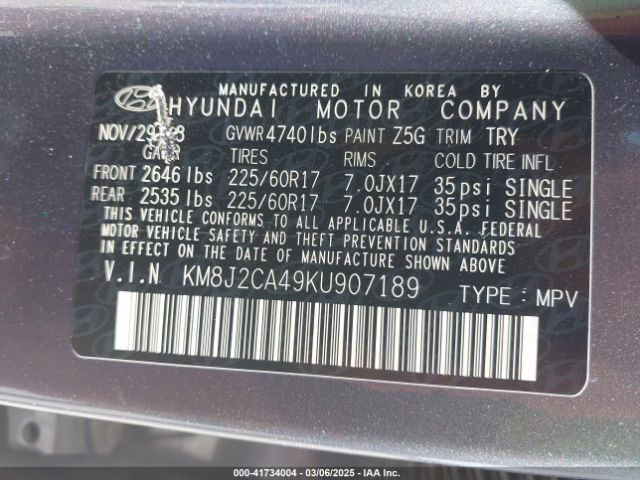 MANUFACTURED IN KOREA BY
HYUNDAI MOTOR COMPANY
GVWR 4740lbs PAINT Z5G TRIM TRY
TIRES RIMS COLD TIRE INFL
FRONT 2646 lbs 225/60R17 7.0JX17 35psi SINGLE
REAR 2535 lbs 225/60R17 7.0JX17 35psi SINGLE
THIS VEHICLE CONFORMS TO ALL APPLICABLE U.S.A. FEDERAL
MOTOR VEHICLE SAFETY AND THEFT PREVENTION STANDARDS
IN EFFECT ON THE DATE OF MANUFACTURE SHOWN ABOVE
V.I.N KM8J2CA49KU907189 TYPE : MPV
000-41734004 | 03/06/2025 | IAA Inc.